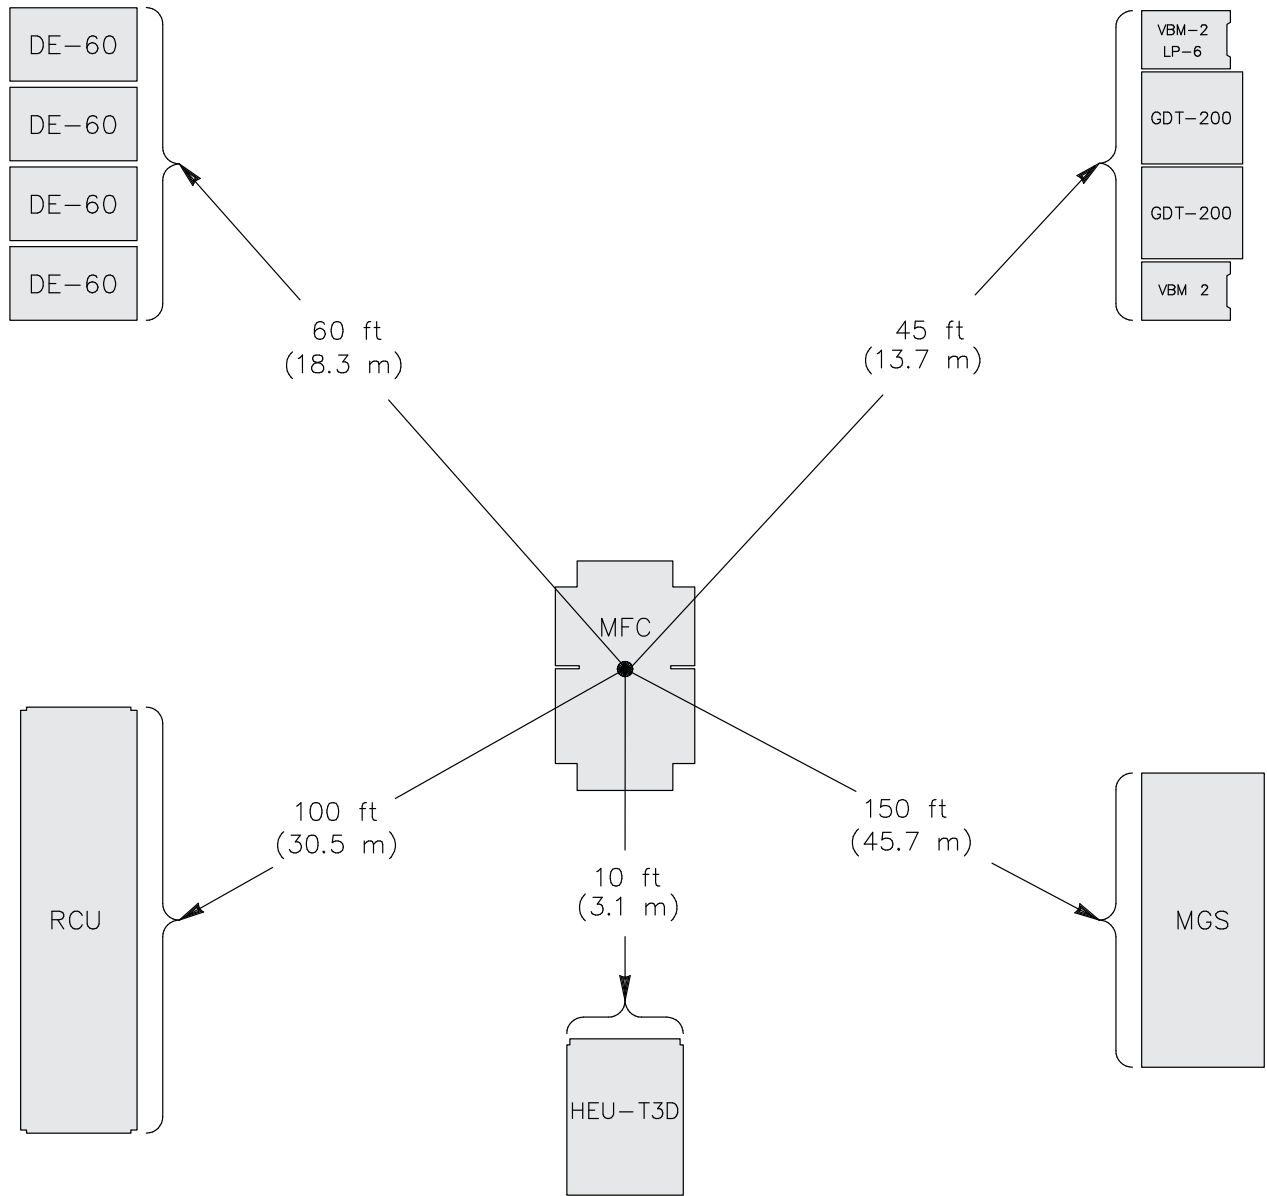 DE-60
DE-60
DE-60
DE-60
VBM-2
LP-6
GDT-200
GDT-200
VBM 2
60 ft
(18.3 m)
45 ft
(13.7 m)
MFC
100 ft
(30.5 m)
150 ft
(45.7 m)
10 ft
(3.1 m)
RCU
MGS
HEU-T3D